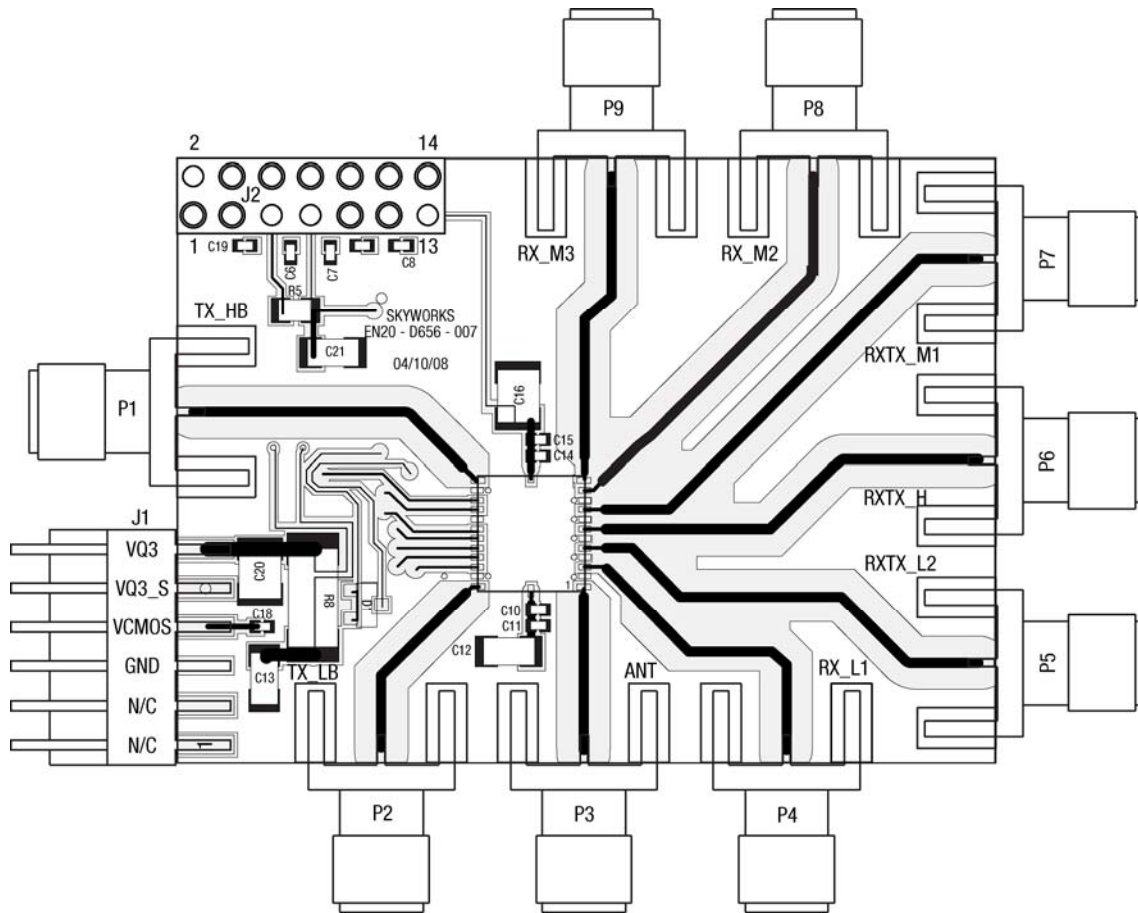 P9
P8
2
14
J2
1
13
C19
C6
C7
C8
R5
RX_M3
RX_M2
P7
TX_HB
SKYWORKS
EN20 - D656 - 007
04/10/08
C21
RXTX_M1
P1
C16
C15
C14
P6
RXTX_H
J1
VQ3
VQ3_S
VCMOS
GND
N/C
N/C
1
C20
C18
C13
R8
D1
1
C10
C11
C12
RXTX_L2
P5
TX_LB
ANT
RX_L1
P2
P3
P4